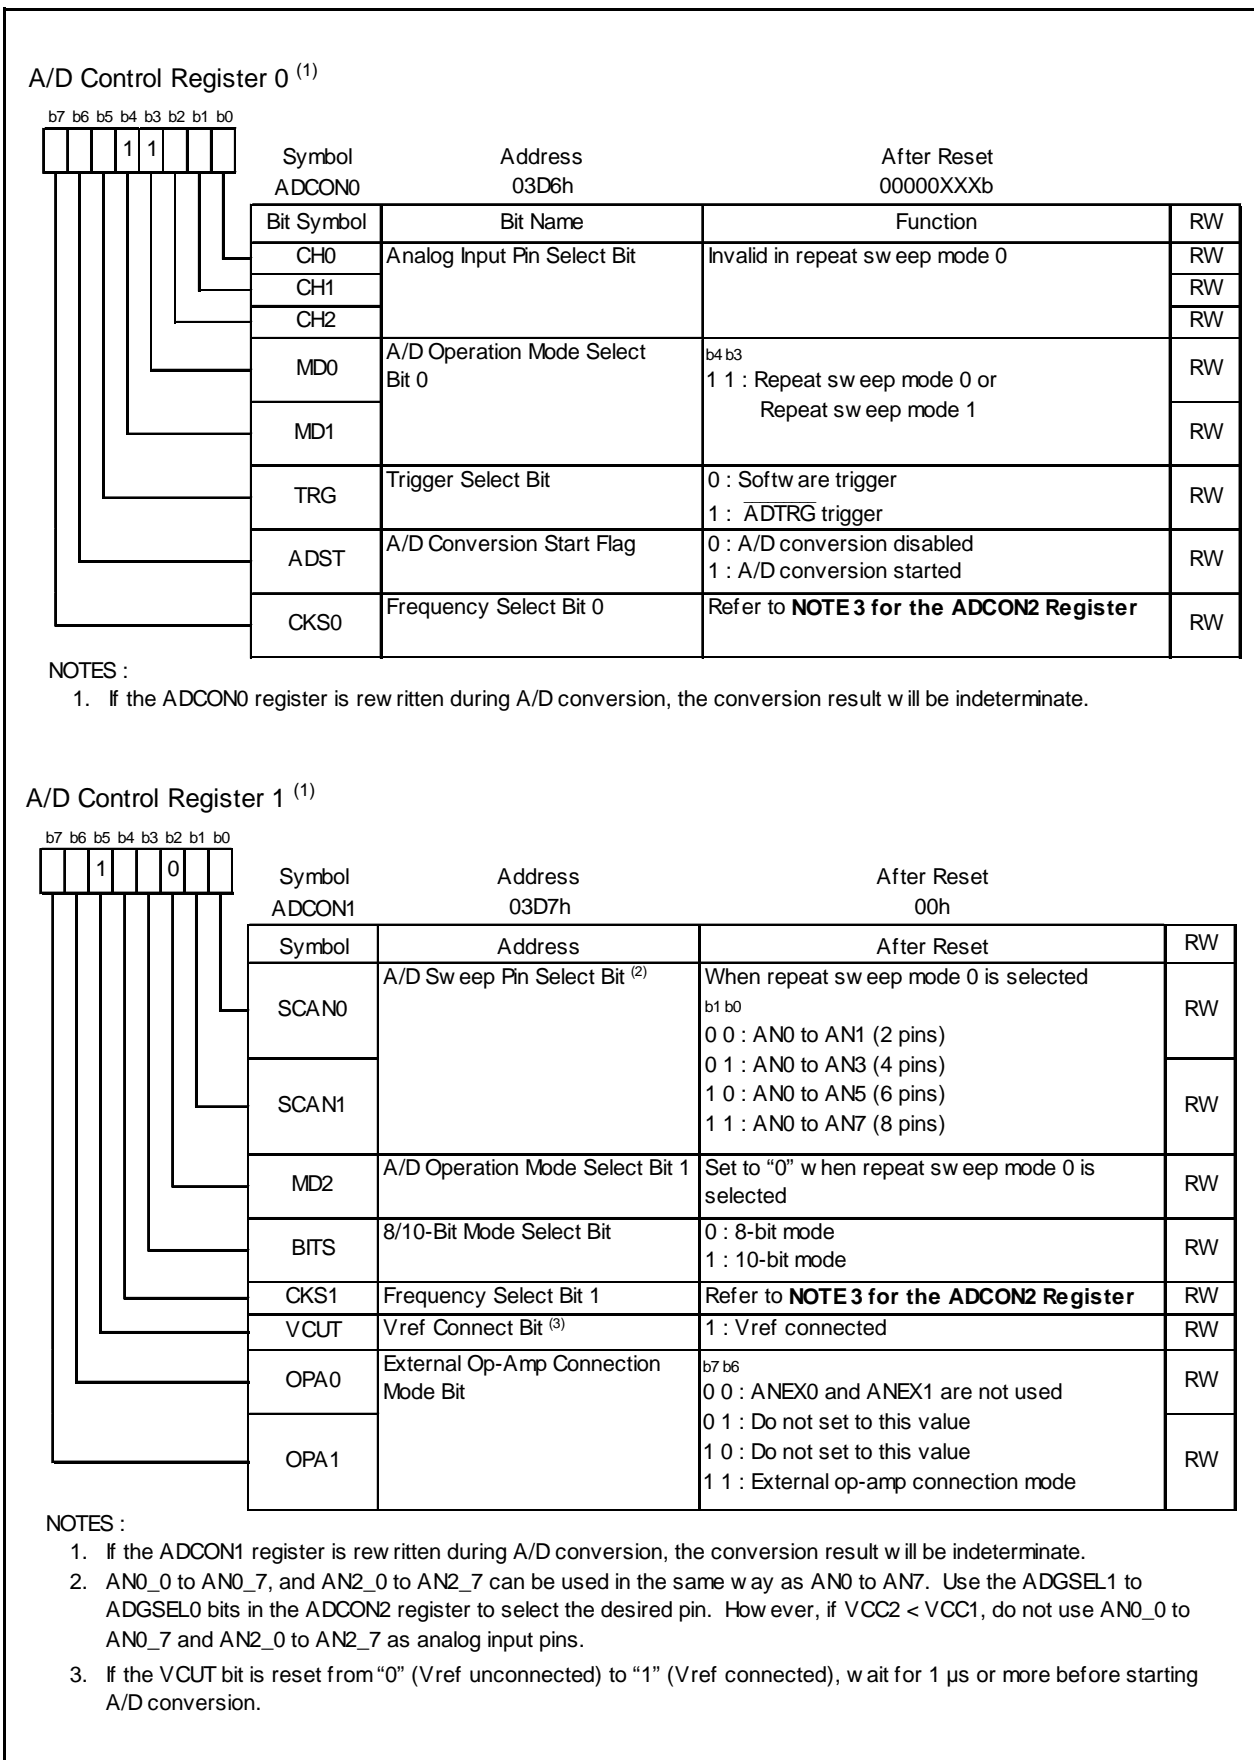 A/D Control Register 0 (1)
b7 b6 b5 b4 b3 b2 b1 b0
1 1
Symbol Address After Reset
ADCON0 03D6h 00000XXXb
Bit Symbol Bit Name Function RW
CH0 Analog Input Pin Select Bit Invalid in repeat sweep mode 0 RW
CH1 RW
CH2 RW
MD0 A/D Operation Mode Select Bit 0 b4 b3 RW
1 1 : Repeat sweep mode 0 or
Repeat sweep mode 1
MD1 RW
TRG Trigger Select Bit 0 : Software trigger RW
1 : ADTRG trigger
ADST A/D Conversion Start Flag 0 : A/D conversion disabled RW
1 : A/D conversion started
CKS0 Frequency Select Bit 0 Refer to NOTE 3 for the ADCON2 Register RW
NOTES :
1. If the ADCON0 register is rewritten during A/D conversion, the conversion result will be indeterminate.
A/D Control Register 1 (1)
b7 b6 b5 b4 b3 b2 b1 b0
1 0
Symbol Address After Reset
ADCON1 03D7h 00h
Symbol Address After Reset RW
SCAN0 A/D Sweep Pin Select Bit (2) When repeat sweep mode 0 is selected RW
b1 b0
0 0 : AN0 to AN1 (2 pins)
0 1 : AN0 to AN3 (4 pins)
SCAN1 1 0 : AN0 to AN5 (6 pins) RW
1 1 : AN0 to AN7 (8 pins)
MD2 A/D Operation Mode Select Bit 1 Set to “0” when repeat sweep mode 0 is RW
selected
BITS 8/10-Bit Mode Select Bit 0 : 8-bit mode RW
1 : 10-bit mode
CKS1 Frequency Select Bit 1 Refer to NOTE 3 for the ADCON2 Register RW
VCUT Vref Connect Bit (3) 1 : Vref connected RW
OPA0 External Op-Amp Connection Mode Bit b7 b6 RW
0 0 : ANEX0 and ANEX1 are not used
0 1 : Do not set to this value
OPA1 1 0 : Do not set to this value RW
1 1 : External op-amp connection mode
NOTES :
1. If the ADCON1 register is rewritten during A/D conversion, the conversion result will be indeterminate.
2. AN0_0 to AN0_7, and AN2_0 to AN2_7 can be used in the same way as AN0 to AN7. Use the ADGSEL1 to
ADGSEL0 bits in the ADCON2 register to select the desired pin. However, if VCC2 < VCC1, do not use AN0_0 to
AN0_7 and AN2_0 to AN2_7 as analog input pins.
3. If the VCUT bit is reset from “0” (Vref unconnected) to “1” (Vref connected), wait for 1 µs or more before starting
A/D conversion.